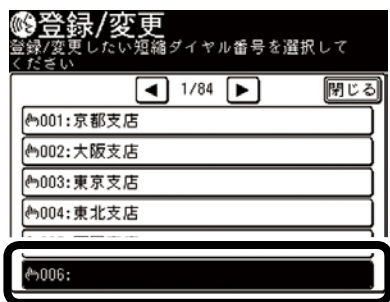 登録/変更
登録/変更したい短縮ダイヤル番号を選択して
ください
1/84 閉じる
001:京都支店
002:大阪支店
003:東京支店
004:東北支店
006: